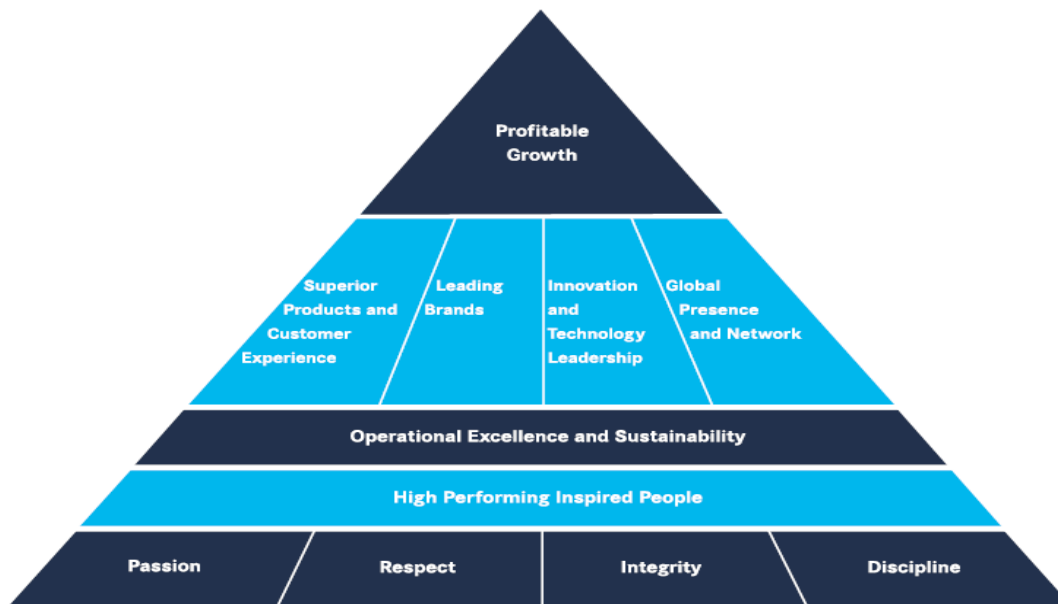 Profitable
Growth
Superior
Products and
Customer
Experience
Leading
Brands
Innovation
and
Technology
Leadership
Global
Presence
and Network
Operational Excellence and Sustainability
High Performing Inspired People
Passion
Respect
Integrity
Discipline